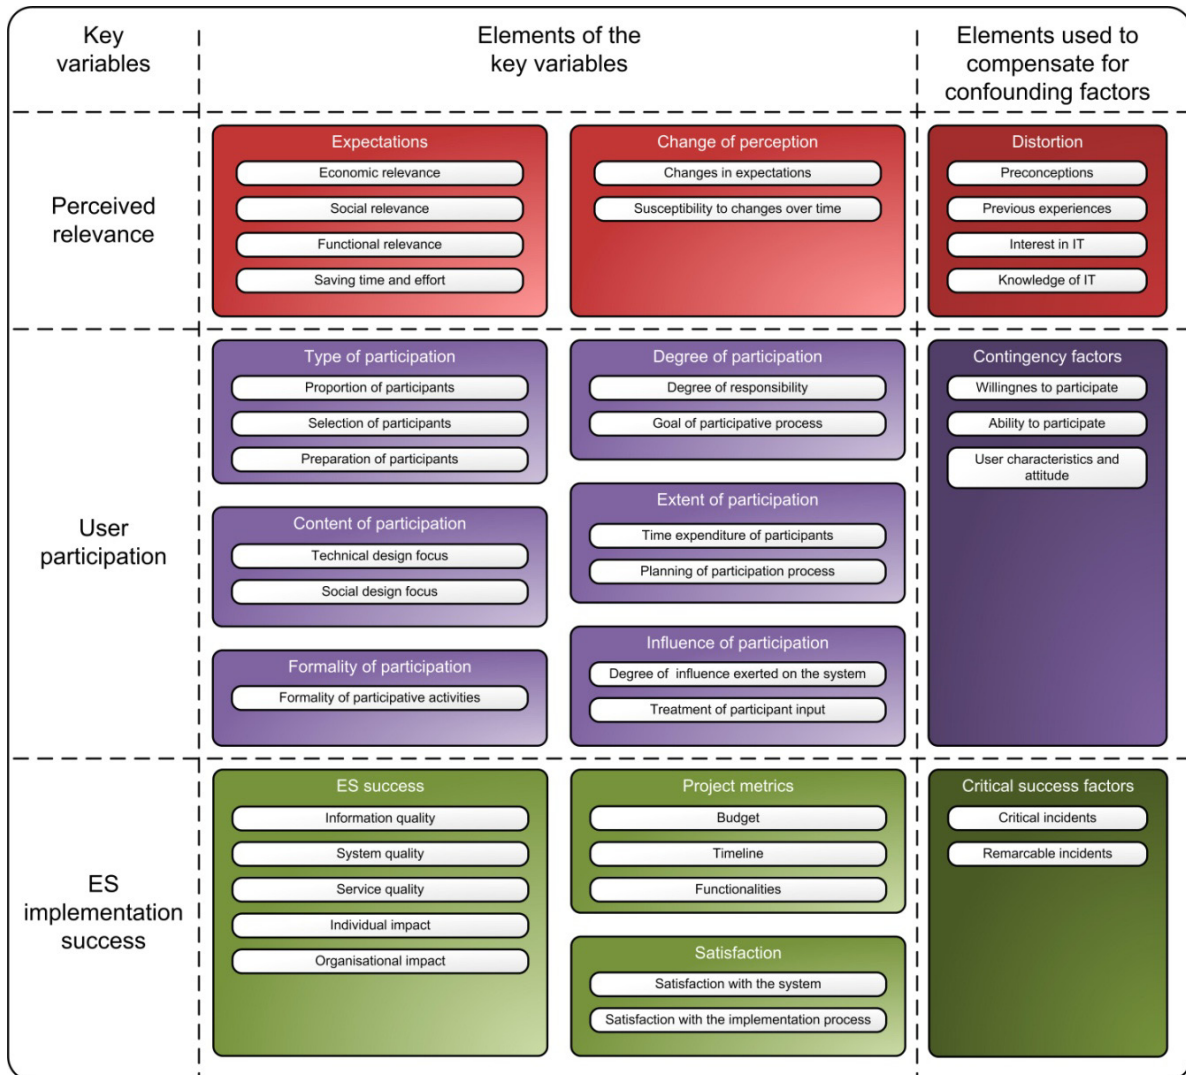 Key
variables
Elements of the
key variables
Elements used to
compensate for
confounding factors
Perceived
relevance
Expectations
Economic relevance
Social relevance
Functional relevance
Saving time and effort
Change of perception
Changes in expectations
Susceptibility to changes over time
Distortion
Preconceptions
Previous experiences
Interest in IT
Knowledge of IT
User
participation
Type of participation
Proportion of participants
Selection of participants
Preparation of participants
Content of participation
Technical design focus
Social design focus
Formality of participation
Formality of participative activities
Degree of participation
Degree of responsibility
Goal of participative process
Extent of participation
Time expenditure of participants
Planning of participation process
Influence of participation
Degree of  influence exerted on the system
Treatment of participant input
Contingency factors
Willingnes to participate
Ability to participate
User characteristics and
attitude
ES
implementation
success
ES success
Information quality
System quality
Service quality
Individual impact
Organisational impact
Project metrics
Budget
Timeline
Functionalities
Satisfaction
Satisfaction with the system
Satisfaction with the implementation process
Critical success factors
Critical incidents
Remarcable incidents